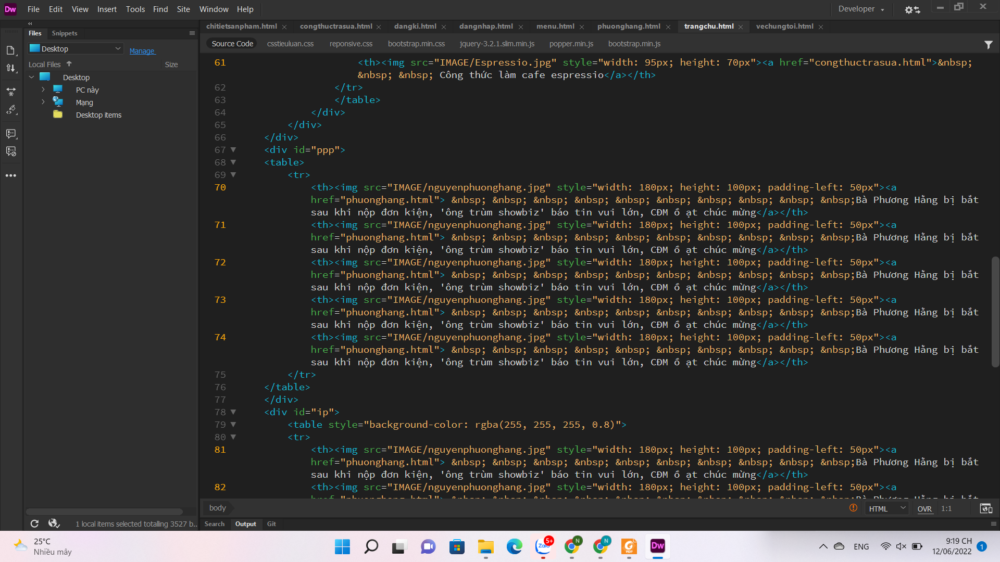 Dw File Edit View Insert Tools Find Site Window Help Developer
Files Snippets
Desktop Manage
Local Files Size
Desktop
PC này
Mạng
Desktop items
1 local items selected totalling 3527 b...
chitietsanpham.html congthuctrasua.html dangki.html dangnhap.html menu.html phuonghang.html trangchu.html vechungtoi.html
Source Code csstieuluan.css reponsive.css bootstrap.min.css jquery-3.2.1.slim.min.js popper.min.js bootstrap.min.js
61 <th><img src="IMAGE/Espressio.jpg" style="width: 95px; height: 70px"><a href="congthuctrasua.html">&nbsp;
&nbsp; &nbsp; Công thức làm cafe espressio</a></th>
62 </tr>
63 </table>
64 </div>
65 </div>
66 </div>
67 <div id="ppp">
68 <table>
69 <tr>
70 <th><img src="IMAGE/nguyenphuonghang.jpg" style="width: 180px; height: 100px; padding-left: 50px"><a
href="phuonghang.html"> &nbsp; &nbsp; &nbsp; &nbsp; &nbsp; &nbsp; &nbsp; &nbsp; &nbsp; &nbsp;Bà Phương Hằng bị bắt
sau khi nộp đơn kiện, 'ông trùm showbiz' báo tin vui lớn, CĐM ồ ạt chúc mừng</a></th>
71 <th><img src="IMAGE/nguyenphuonghang.jpg" style="width: 180px; height: 100px; padding-left: 50px"><a
href="phuonghang.html"> &nbsp; &nbsp; &nbsp; &nbsp; &nbsp; &nbsp; &nbsp; &nbsp; &nbsp; &nbsp;Bà Phương Hằng bị bắt
sau khi nộp đơn kiện, 'ông trùm showbiz' báo tin vui lớn, CĐM ồ ạt chúc mừng</a></th>
72 <th><img src="IMAGE/nguyenphuonghang.jpg" style="width: 180px; height: 100px; padding-left: 50px"><a
href="phuonghang.html"> &nbsp; &nbsp; &nbsp; &nbsp; &nbsp; &nbsp; &nbsp; &nbsp; &nbsp; &nbsp;Bà Phương Hằng bị bắt
sau khi nộp đơn kiện, 'ông trùm showbiz' báo tin vui lớn, CĐM ồ ạt chúc mừng</a></th>
73 <th><img src="IMAGE/nguyenphuonghang.jpg" style="width: 180px; height: 100px; padding-left: 50px"><a
href="phuonghang.html"> &nbsp; &nbsp; &nbsp; &nbsp; &nbsp; &nbsp; &nbsp; &nbsp; &nbsp; &nbsp;Bà Phương Hằng bị bắt
sau khi nộp đơn kiện, 'ông trùm showbiz' báo tin vui lớn, CĐM ồ ạt chúc mừng</a></th>
74 <th><img src="IMAGE/nguyenphuonghang.jpg" style="width: 180px; height: 100px; padding-left: 50px"><a
href="phuonghang.html"> &nbsp; &nbsp; &nbsp; &nbsp; &nbsp; &nbsp; &nbsp; &nbsp; &nbsp; &nbsp;Bà Phương Hằng bị bắt
sau khi nộp đơn kiện, 'ông trùm showbiz' báo tin vui lớn, CĐM ồ ạt chúc mừng</a></th>
75 </tr>
76 </table>
77 </div>
78 <div id="ip">
79 <table style="background-color: rgba(255, 255, 255, 0.8)">
80 <tr>
81 <th><img src="IMAGE/nguyenphuonghang.jpg" style="width: 180px; height: 100px; padding-left: 50px"><a
href="phuonghang.html"> &nbsp; &nbsp; &nbsp; &nbsp; &nbsp; &nbsp; &nbsp; &nbsp; &nbsp; &nbsp;Bà Phương Hằng bị bắt
sau khi nộp đơn kiện, 'ông trùm showbiz' báo tin vui lớn, CĐM ồ ạt chúc mừng</a></th>
82 <th><img src="IMAGE/nguyenphuonghang.jpg" style="width: 180px; height: 100px; padding-left: 50px"><a
body HTML OVR 1:1
Search Output Git
25°C
Nhiều mây
Zalo 5+ N N PDF Dw
ENG
9:19 CH
12/06/2022
1